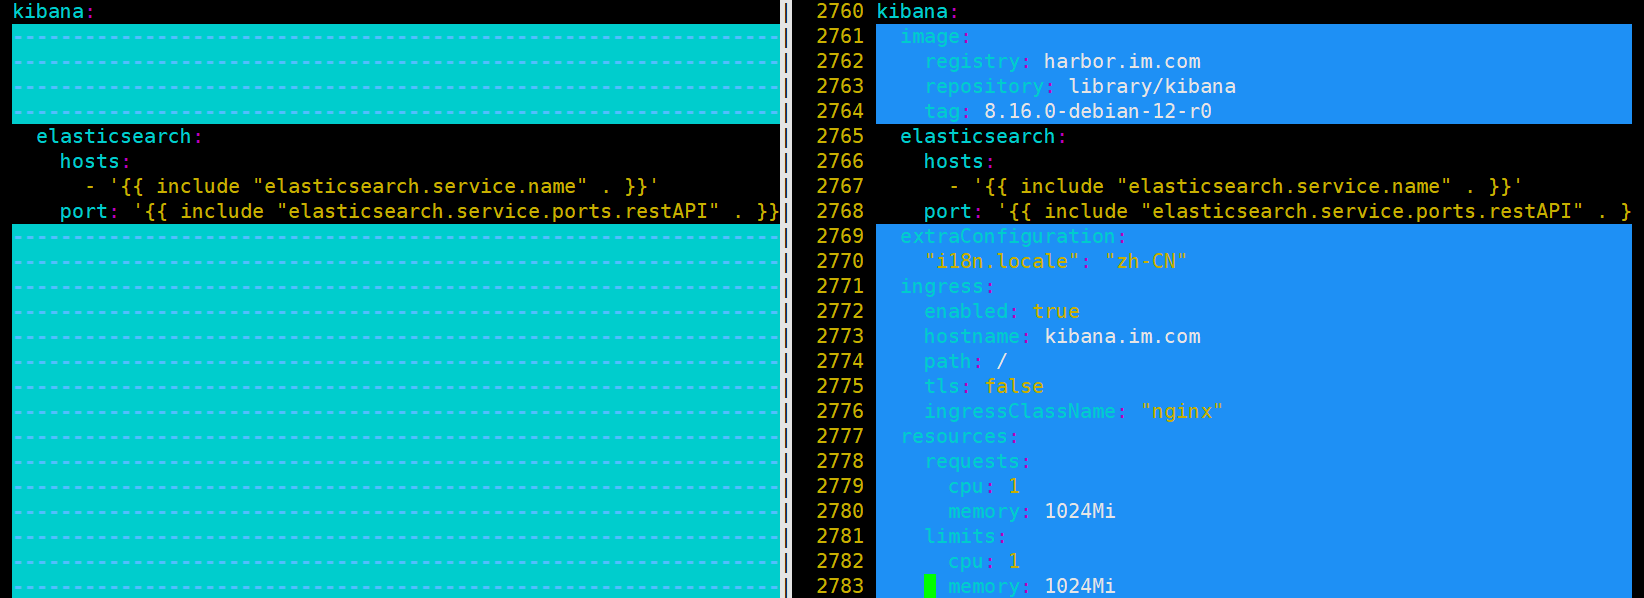 kibana:
  elasticsearch:
    hosts:
      - '{{ include "elasticsearch.service.name" . }}'
    port: '{{ include "elasticsearch.service.ports.restAPI" . }}
2760 kibana:
2761   image:
2762     registry: harbor.im.com
2763     repository: library/kibana
2764     tag: 8.16.0-debian-12-r0
2765   elasticsearch:
2766     hosts:
2767       - '{{ include "elasticsearch.service.name" . }}'
2768     port: '{{ include "elasticsearch.service.ports.restAPI" . }
2769   extraConfiguration:
2770     "i18n.locale": "zh-CN"
2771   ingress:
2772     enabled: true
2773     hostname: kibana.im.com
2774     path: /
2775     tls: false
2776     ingressClassName: "nginx"
2777   resources:
2778     requests:
2779       cpu: 1
2780       memory: 1024Mi
2781     limits:
2782       cpu: 1
2783       memory: 1024Mi